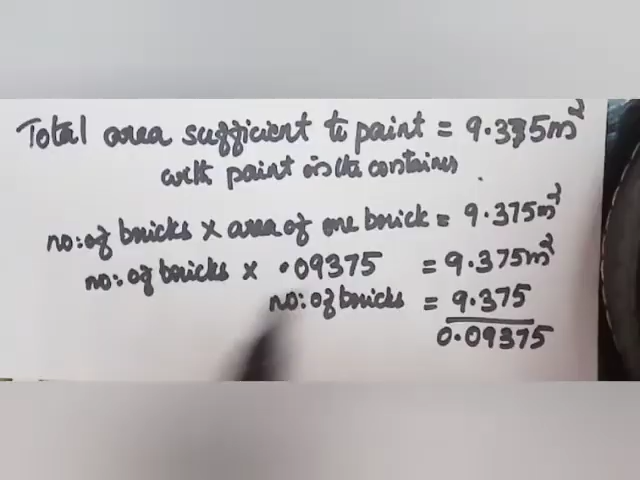 Total area sufficient to paint = 9.375m²
with paint in the container
no: of bricks x area of one brick = 9.375m²
no: of bricks x .09375 = 9.375m²
no: of bricks = 9.375
0.09375